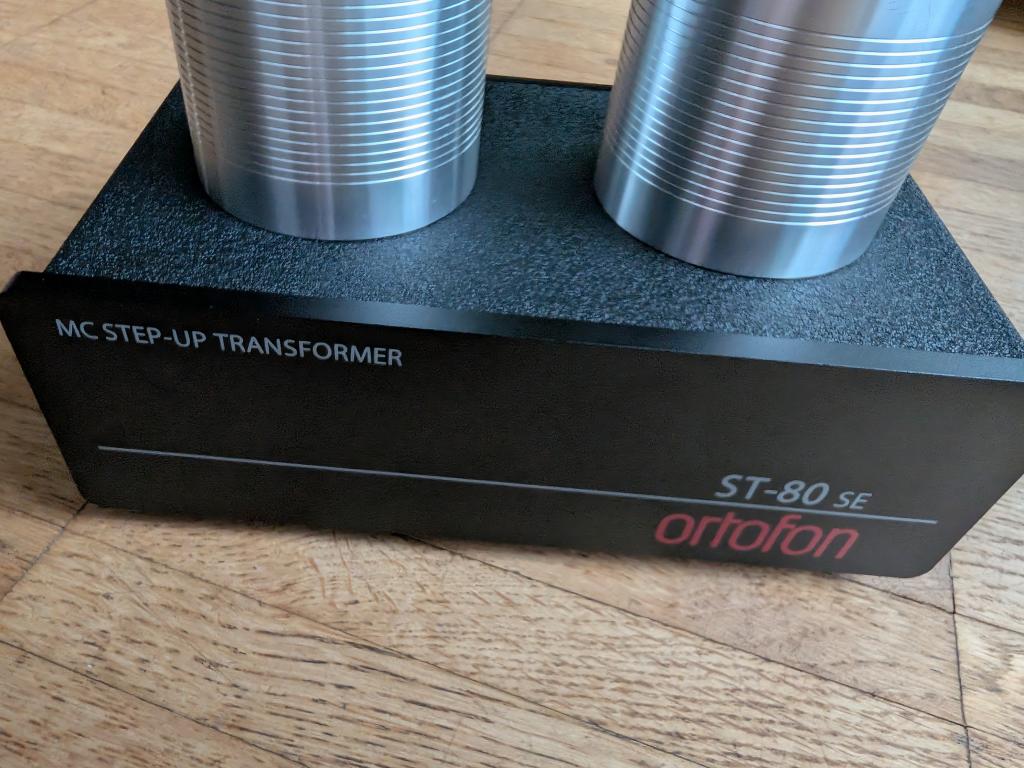 MC STEP-UP TRANSFORMER
ST-80 SE
ortofon